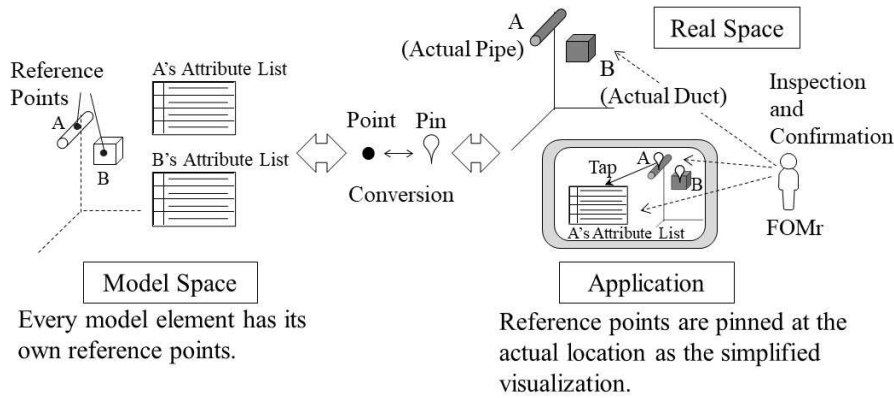 Reference
Points
A
B
A's Attribute List
B's Attribute List
Model Space
Every model element has its
own reference points.
Point
Pin
Conversion
A
(Actual Pipe)
B
(Actual Duct)
Real Space
Inspection
and
Confirmation
FOMr
Tap
A
B
A's Attribute List
Application
Reference points are pinned at the
actual location as the simplified
visualization.